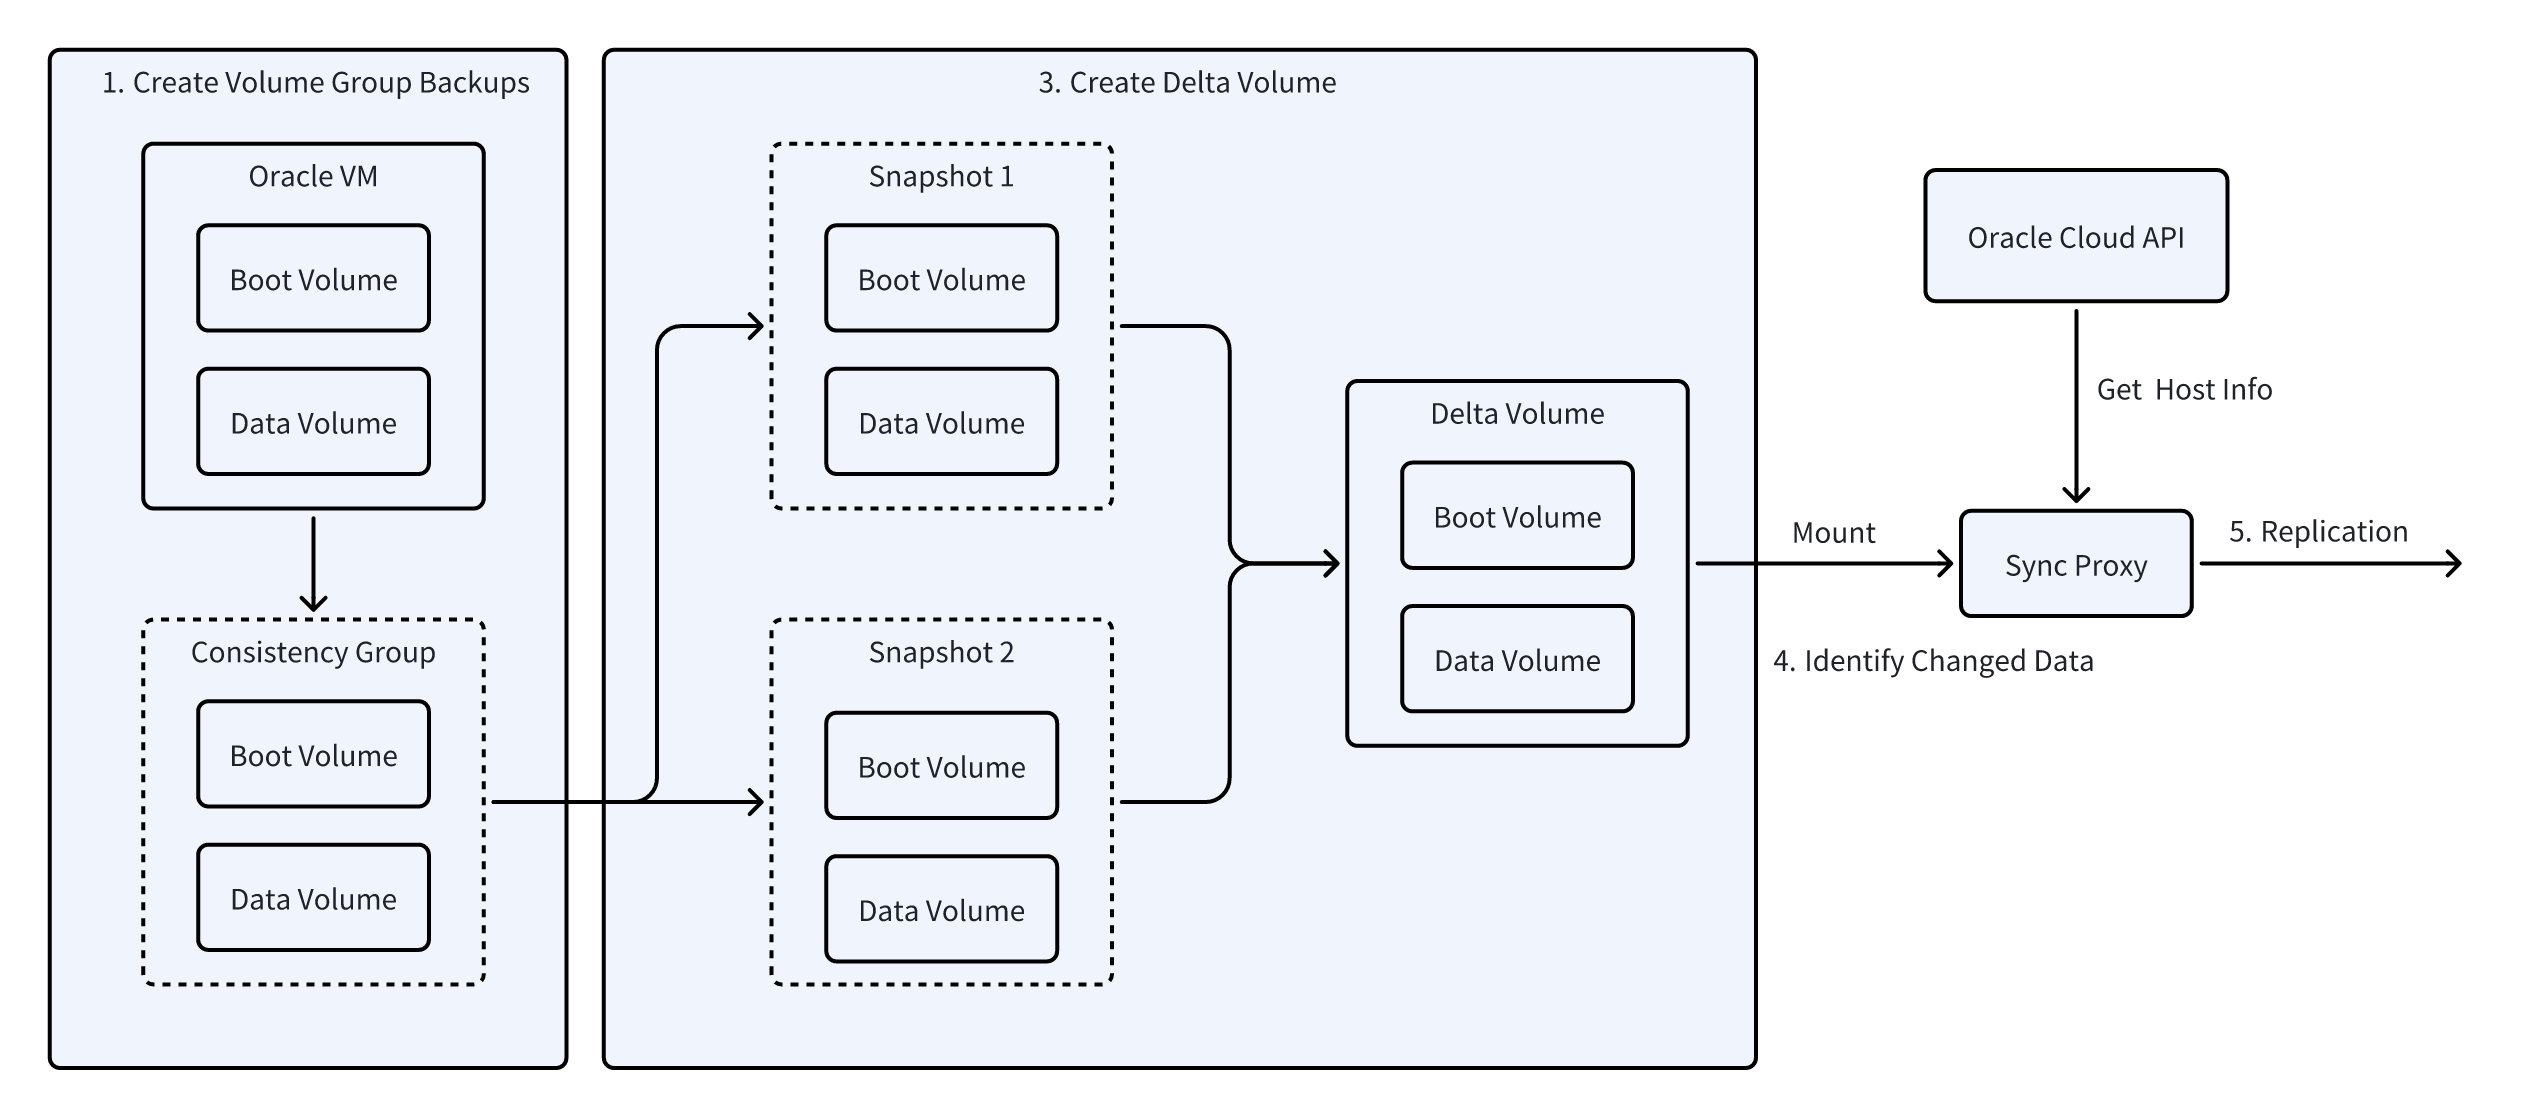 1. Create Volume Group Backups
Oracle VM
Boot Volume
Data Volume
Consistency Group
Boot Volume
Data Volume
3. Create Delta Volume
Snapshot 1
Boot Volume
Data Volume
Snapshot 2
Boot Volume
Data Volume
Delta Volume
Boot Volume
Data Volume
Mount
4. Identify Changed Data
Oracle Cloud API
Get  Host Info
Sync Proxy
5. Replication